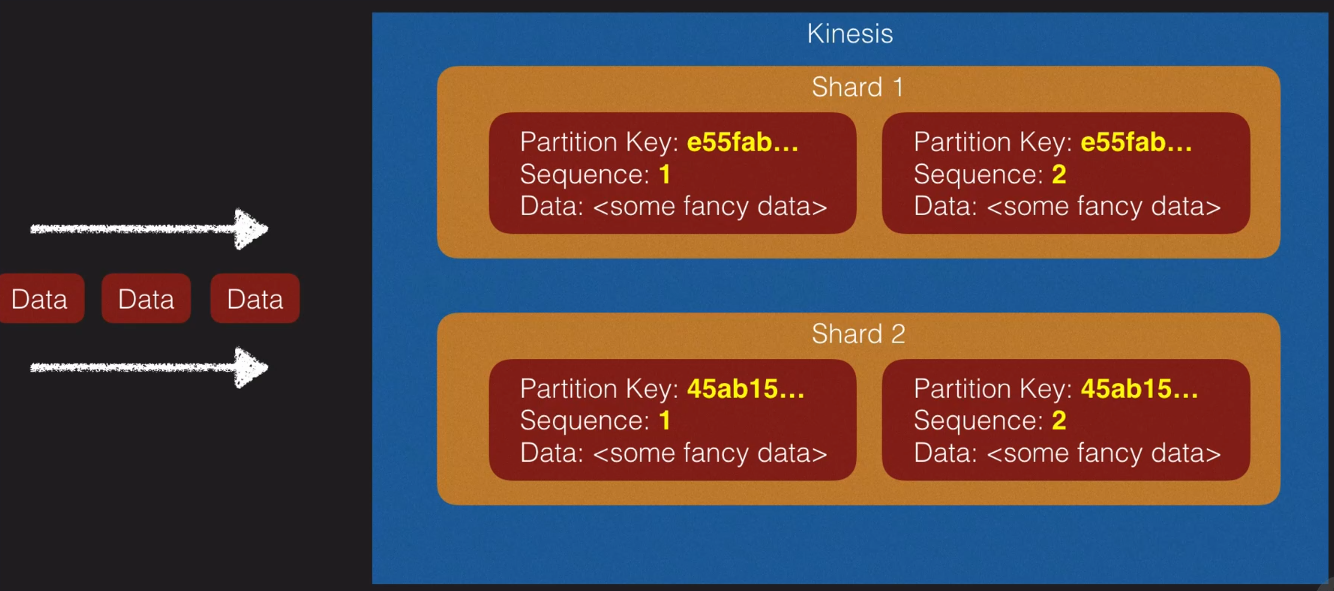 Kinesis
Shard 1
Partition Key: e55fab...
Sequence: 1
Data: <some fancy data>
Partition Key: e55fab...
Sequence: 2
Data: <some fancy data>
Data
Data
Data
Shard 2
Partition Key: 45ab15...
Sequence: 1
Data: <some fancy data>
Partition Key: 45ab15...
Sequence: 2
Data: <some fancy data>